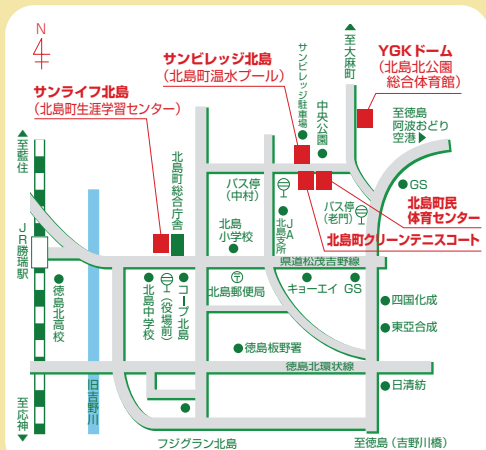 N
サンビレッジ北島
(北島町温水プール)
サンライフ北島
(北島町生涯学習センター)
サンビレッジ駐車場
中央公園
▲至大麻町
YGKドーム
(北島北公園
総合体育館)
至徳島
阿波おどり
空港▶
▲至藍住
北島町総合庁舎
バス停
(中村)
北島
小学校
JA
北島支所
バス停
(老門)
GS
北島町民
体育センター
北島町クリーンテニスコート
JR勝瑞駅
徳島北高校
北島中学校
(役場前)
コープ北島
北島郵便局
県道松茂吉野線
キョーエイ
GS
四国化成
東亞合成
徳島板野署
徳島北環状線
日清紡
旧吉野川
至応神▼
フジグラン北島
至徳島(吉野川橋)